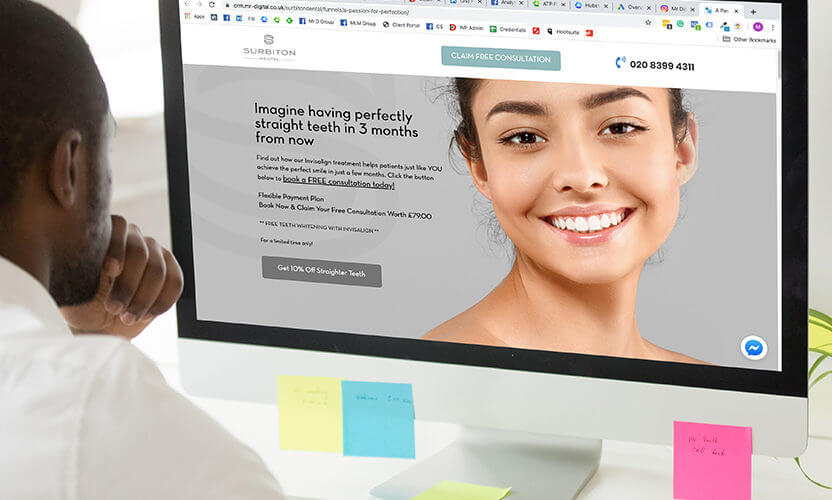 crm.mr-digital.co.uk/surbitondental/funnels/a-passion-for-perfection/
Apps
Mr D Group
MLM Group
Client Portal
GS
WP Admin
Credentials
Hootsuite
Other Bookmarks
SURBITON
DENTAL
CLAIM FREE CONSULTATION
020 8399 4311
Imagine having perfectly
straight teeth in 3 months
from now
Find out how our Invisalign treatment helps patients just like YOU
achieve the perfect smile in just a few months. Click the button
below to book a FREE consultation today!
Flexible Payment Plan
Book Now & Claim Your Free Consultation Worth £79.00
** FREE TEETH WHITENING WITH INVISALIGN **
For a limited time only!
Get 10% Off Straighter Teeth